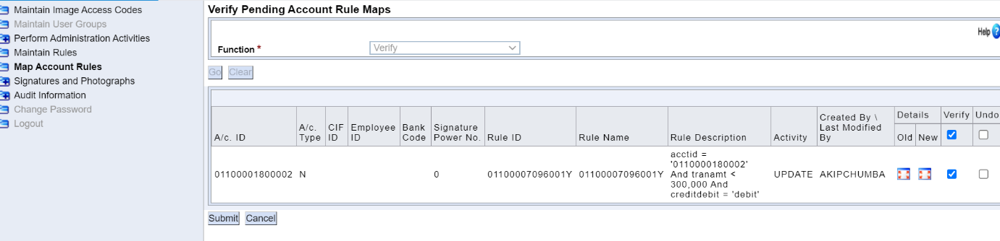 Maintain Image Access Codes
Maintain User Groups
Perform Administration Activities
Maintain Rules
Map Account Rules
Signatures and Photographs
Audit Information
Change Password
Logout
Verify Pending Account Rule Maps
Help ?
Function * Verify
Go Clear
A/c. ID
A/c. Type
CIF ID
Employee ID
Bank Code
Signature Power No.
Rule ID
Rule Name
Rule Description
Activity
Created By \ Last Modified By
Details
Old New
Verify
Undo
01100001800002 N 0 01100007096001Y 01100007096001Y
acctid =
'0110000180002'
And tranamt <
300,000 And
creditdebit = 'debit'
UPDATE AKIPCHUMBA
Submit Cancel